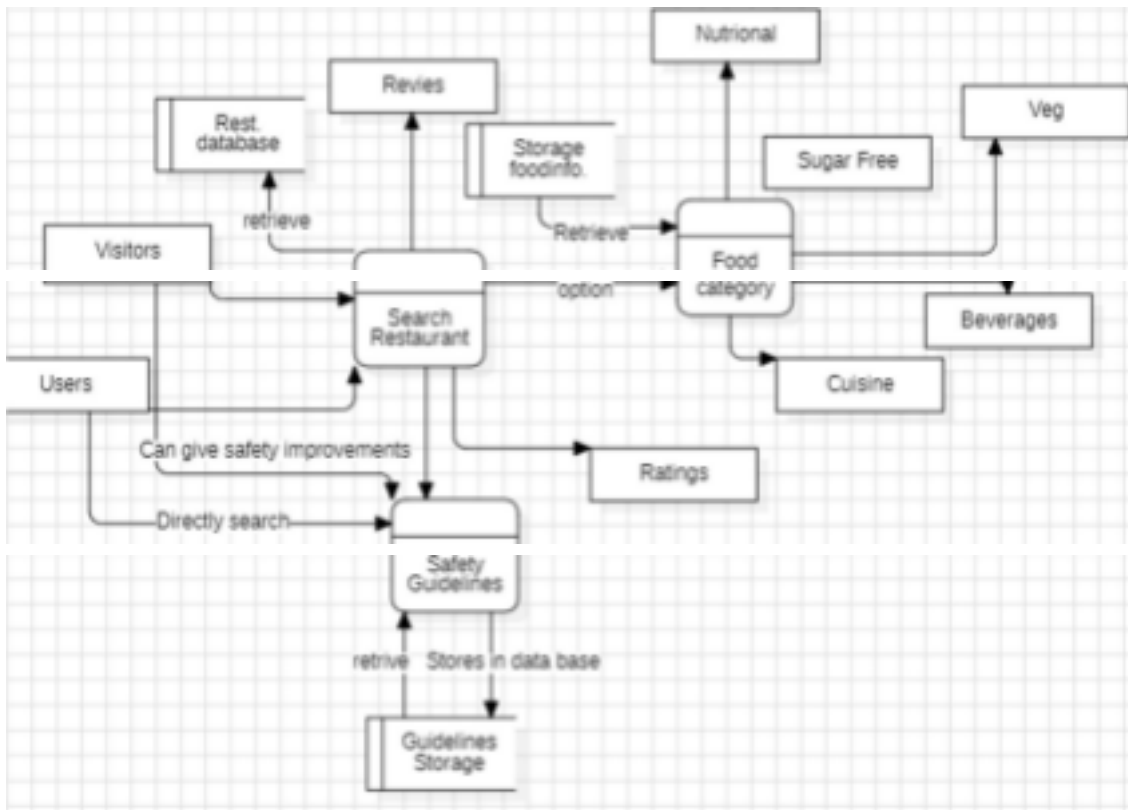 Nutrional
Revies
Veg
Rest.
database
Storage
foodinfo.
Sugar Free
retrieve
Retrieve
Visitors
Food
category
option
Search
Restaurant
Beverages
Users
Cuisine
Can give safety improvements
Ratings
Directly search
Safety
Guidelines
retrive
Stores in data base
Guidelines
Storage